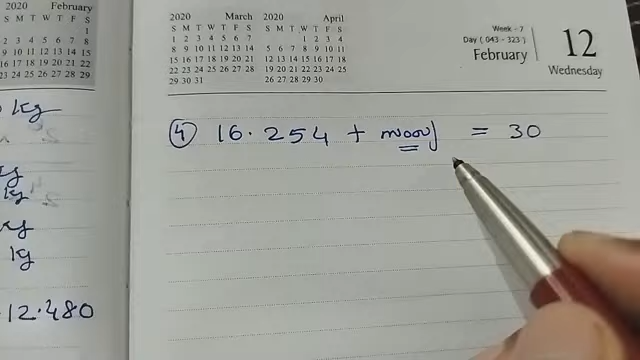 2020 February
S M T W T F S
1
2 3 4 5 6 7 8
9 10 11 12 13 14 15
16 17 18 19 20 21 22
23 24 25 26 27 28 29
2020 March
S M T W T F S
1 2 3 4 5 6 7
8 9 10 11 12 13 14
15 16 17 18 19 20 21
22 23 24 25 26 27 28
29 30 31
2020 April
S M T W T F S
1 2 3 4
5 6 7 8 9 10 11
12 13 14 15 16 17 18
19 20 21 22 23 24 25
26 27 28 29 30
Week - 7
Day ( 043 - 323 )
February
12
Wednesday
kg
kg
kg
kg
12.480
4 16.254 + = 30